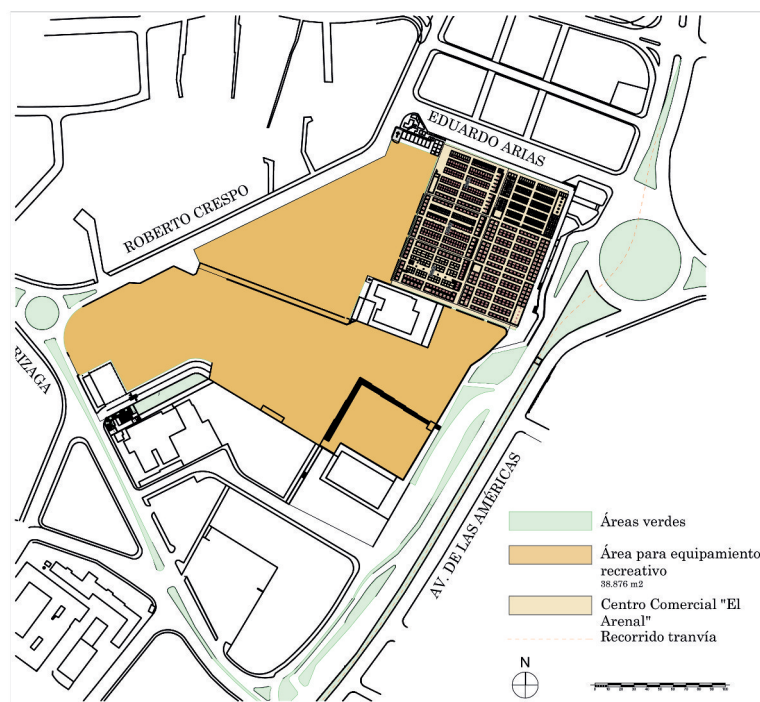 EDUARDO ARIAS
ROBERTO CRESPO
RIZAGA
AV. DE LAS AMÉRICAS
Áreas verdes
Área para equipamiento
recreativo
38.876 m2
Centro Comercial "El
Arenal"
Recorrido tranvía
N